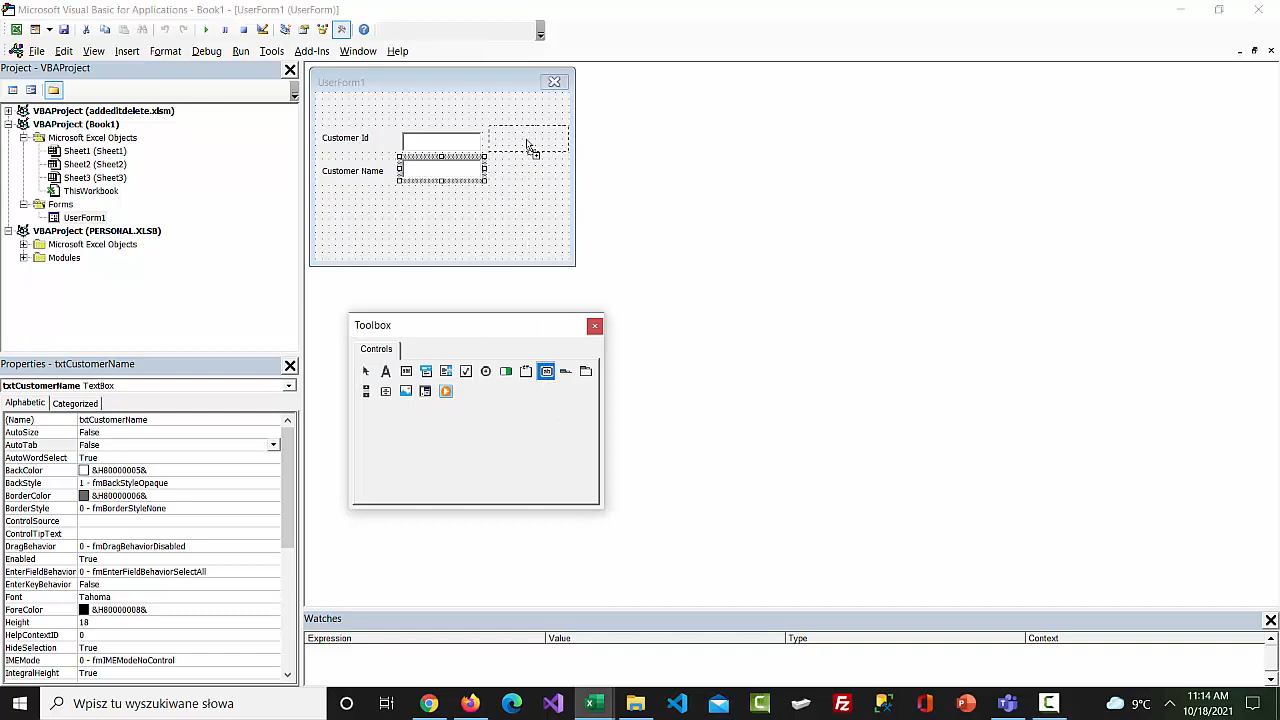 Microsoft Visual Basic for Applications - Book1 - [UserForm1 (UserForm)]
File Edit View Insert Format Debug Run Tools Add-Ins Window Help
Project - VBAProject
VBAProject (addeditdelete.xlsm)
VBAProject (Book1)
Microsoft Excel Objects
Sheet1 (Sheet1)
Sheet2 (Sheet2)
Sheet3 (Sheet3)
ThisWorkbook
Forms
UserForm1
VBAProject (PERSONAL.XLSB)
Microsoft Excel Objects
Modules
UserForm1
Customer Id
Customer Name
Toolbox
Controls
Properties - txtCustomerName
txtCustomerName TextBox
Alphabetic Categorized
(Name) txtCustomerName
AutoSize False
AutoTab False
AutoWordSelect True
BackColor &H80000005&
BackStyle 1 - fmBackStyleOpaque
BorderColor &H80000006&
BorderStyle 0 - fmBorderStyleNone
ControlSource
ControlTipText
DragBehavior 0 - fmDragBehaviorDisabled
Enabled True
EnterFieldBehavior 0 - fmEnterFieldBehaviorSelectAll
EnterKeyBehavior False
Font Tahoma
ForeColor &H80000008&
Height 18
HelpContextID 0
HideSelection True
IMEMode 0 - fmIMEModeNoControl
IntegralHeight True
Watches
Expression Value Type Context
Wpisz tu wyszukiwane słowa
9°C
11:14 AM
10/18/2021